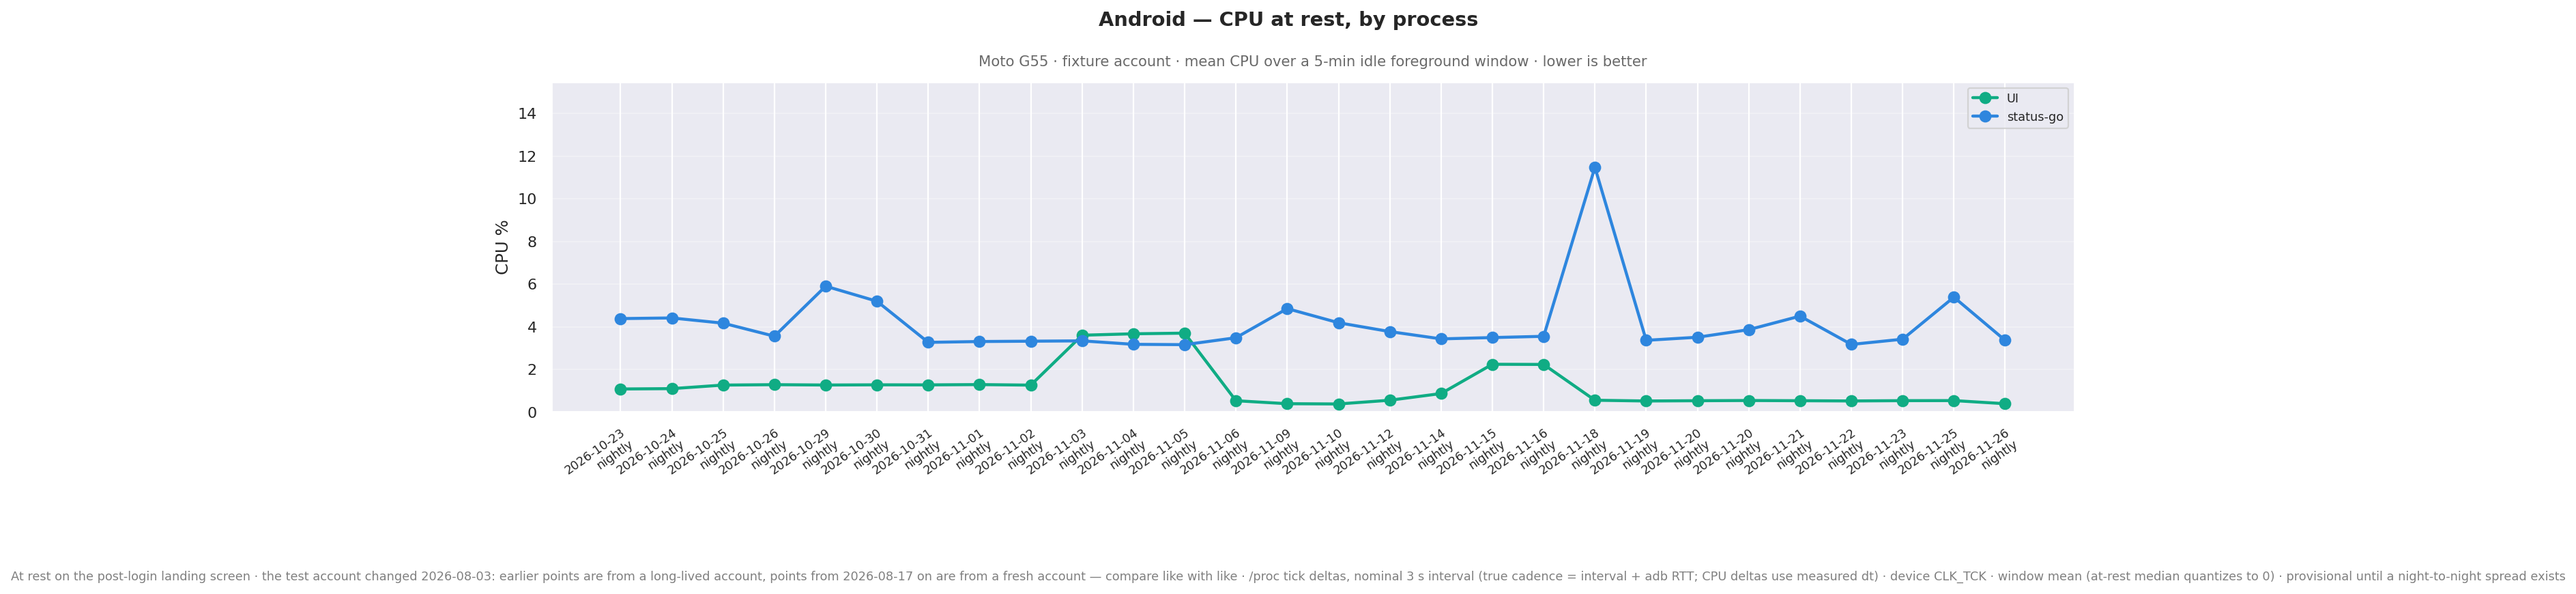 Android — CPU at rest, by process
Moto G55 · fixture account · mean CPU over a 5-min idle foreground window · lower is better
UI
status-go
CPU %
14
12
10
8
6
4
2
0
2026-10-23
nightly
2026-10-24
nightly
2026-10-25
nightly
2026-10-26
nightly
2026-10-29
nightly
2026-10-30
nightly
2026-10-31
nightly
2026-11-01
nightly
2026-11-02
nightly
2026-11-03
nightly
2026-11-04
nightly
2026-11-05
nightly
2026-11-06
nightly
2026-11-09
nightly
2026-11-10
nightly
2026-11-12
nightly
2026-11-14
nightly
2026-11-15
nightly
2026-11-16
nightly
2026-11-18
nightly
2026-11-19
nightly
2026-11-20
nightly
2026-11-20
nightly
2026-11-21
nightly
2026-11-22
nightly
2026-11-23
nightly
2026-11-25
nightly
2026-11-26
nightly
At rest on the post-login landing screen · the test account changed 2026-08-03: earlier points are from a long-lived account, points from 2026-08-17 on are from a fresh account — compare like with like · /proc tick deltas, nominal 3 s interval (true cadence = interval + adb RTT; CPU deltas use measured dt) · device CLK_TCK · window mean (at-rest median quantizes to 0) · provisional until a night-to-night spread exists